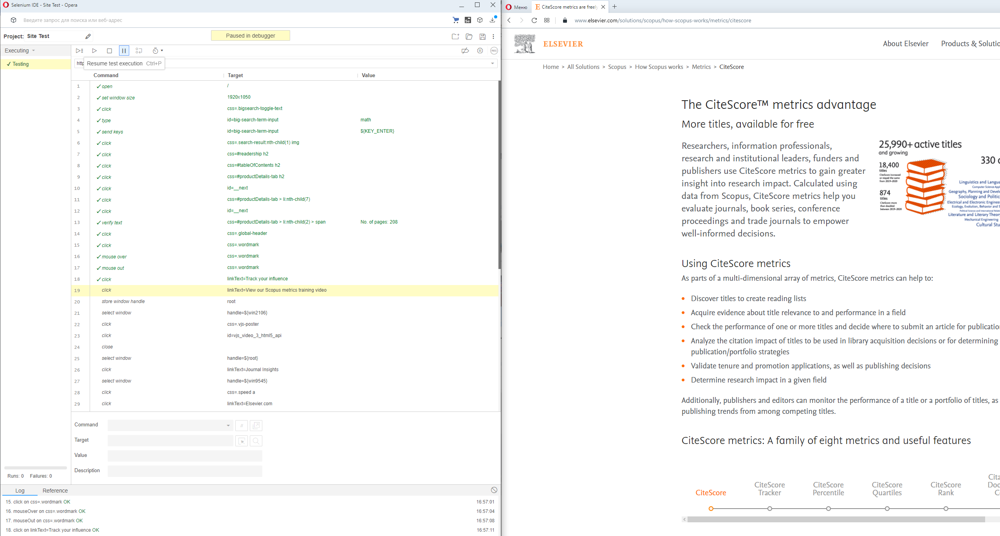 Selenium IDE - Site Test - Opera
Введите запрос для поиска или веб-адрес
Se
Project: Site Test
Paused in debugger
Executing
REC
✓ Testing
http
Resume test execution Ctrl+P
Command Target Value
1 ✓ open /
2 ✓ set window size 1920x1050
3 ✓ click css=.bigsearch-toggle-text
4 ✓ type id=big-search-term-input math
5 ✓ send keys id=big-search-term-input ${KEY_ENTER}
6 ✓ click css=.search-result:nth-child(1) img
7 ✓ click css=#readership h2
8 ✓ click css=#tableOfContents h2
9 ✓ click css=#productDetails-tab h2
10 ✓ click id=__next
11 ✓ click css=#productDetails-tab > li:nth-child(7)
12 ✓ click id=__next
13 ✓ verify text css=#productDetails-tab > li:nth-child(2) > span No. of pages: 208
14 ✓ click css=.global-header
15 ✓ click css=.wordmark
16 ✓ mouse over css=.wordmark
17 ✓ mouse out css=.wordmark
18 ✓ click linkText=Track your influence
19 click linkText=View our Scopus metrics training video
20 store window handle root
21 select window handle=${win2106}
22 click css=.vjs-poster
23 click id=vjs_video_3_html5_api
24 close
25 select window handle=${root}
26 click linkText=Journal Insights
27 select window handle=${win9545}
28 click css=.speed a
29 click linkText=Elsevier.com
Command //
Target
Value
Description
Runs: 0 Failures: 0
Log Reference
15. click on css=.wordmark OK 16:57:01
16. mouseOver on css=.wordmark OK 16:57:04
17. mouseOut on css=.wordmark OK 16:57:08
18. click on linkText=Track your influence OK 16:57:11
Меню CiteScore metrics are freely
www.elsevier.com/solutions/scopus/how-scopus-works/metrics/citescore
ELSEVIER
About Elsevier Products & Solutio
Home > All Solutions > Scopus > How Scopus works > Metrics > CiteScore
The CiteScore™ metrics advantage
More titles, available for free
Researchers, information professionals,
research and institutional leaders, funders and
publishers use CiteScore metrics to gain greater
insight into research impact. Calculated using
data from Scopus, CiteScore metrics help you
evaluate journals, book series, conference
proceedings and trade journals to empower
well-informed decisions.
25,990+ active titles
and growing
18,400
titles
CiteScore increased
or stayed the same
from 2019-2020
874
titles
CiteScore more
than doubled
between 2019-2020
330
Linguistics and Langua
Computer Science Appl
Geography, Planning and Devel
Sociology and Politic
Electrical and Electronic Enginee
Ecology, Evolution, Behavior and S
Political Science and International Relati
Literature and Literary Theory
Mechanical Engineering
Cultural Stu
Using CiteScore metrics
As parts of a multi-dimensional array of metrics, CiteScore metrics can help to:
Discover titles to create reading lists
Acquire evidence about title relevance to and performance in a field
Check the performance of one or more titles and decide where to submit an article for publication
Analyze the citation impact of titles to be used in library acquisition decisions or for determining
publication/portfolio strategies
Validate tenure and promotion applications, as well as publishing decisions
Determine research impact in a given field
Additionally, publishers and editors can monitor the performance of a title or a portfolio of titles, as
publishing trends from among competing titles.
CiteScore metrics: A family of eight metrics and useful features
CiteScore
CiteScore
Tracker
CiteScore
Percentile
CiteScore
Quartiles
CiteScore
Rank
Cita
Doc
C